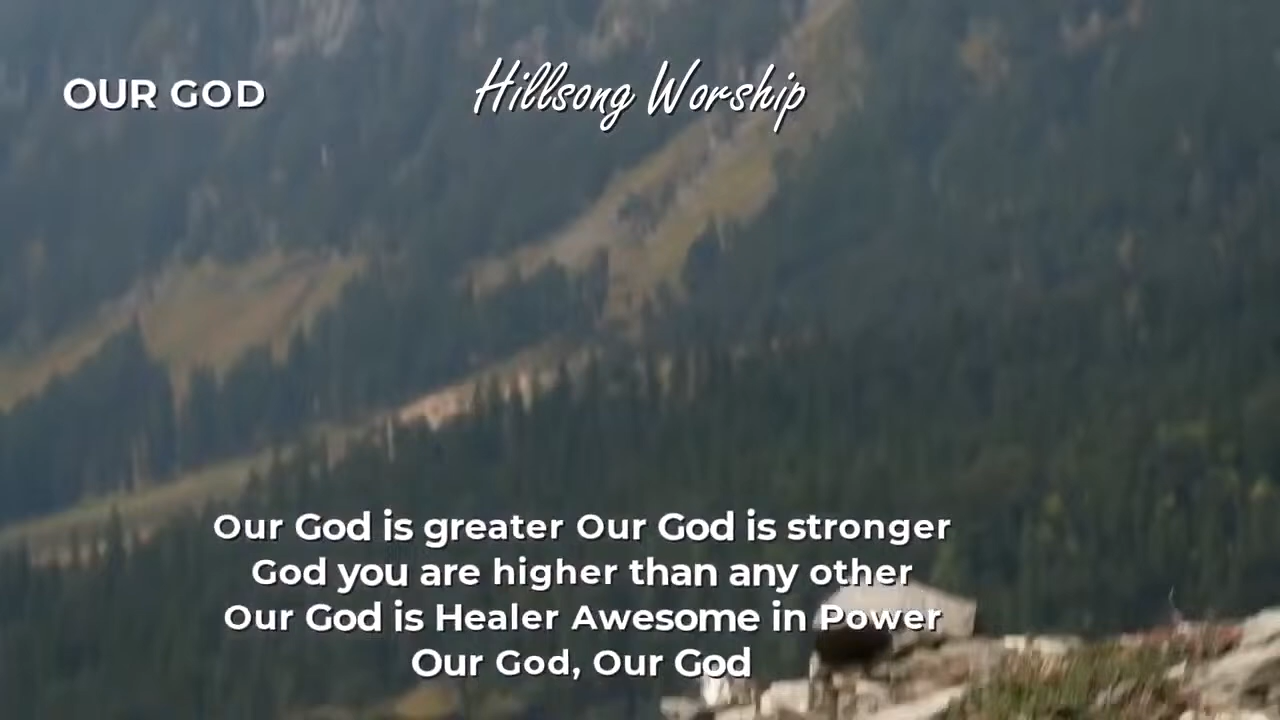 OUR GOD
Hillsong Worship
Our God is greater Our God is stronger
God you are higher than any other
Our God is Healer Awesome in Power
Our God, Our God